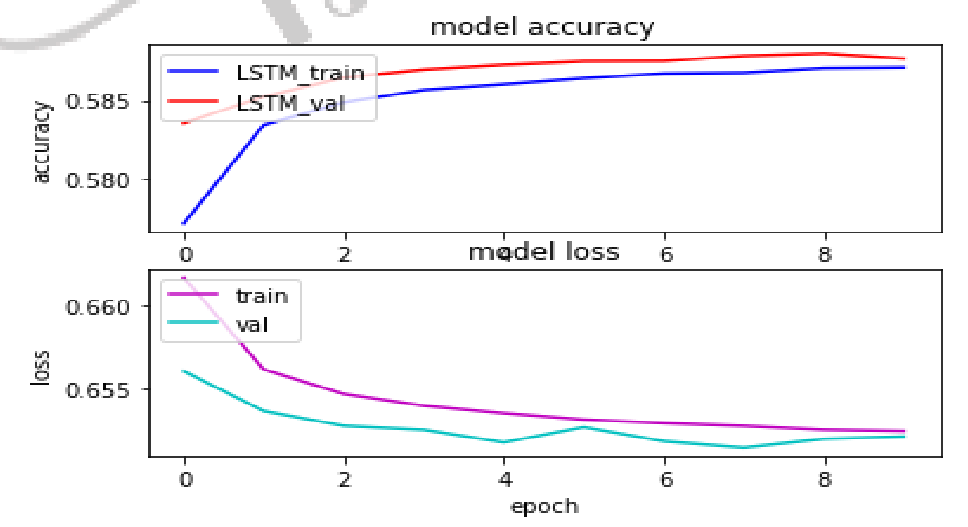 model accuracy
LSTM_train
LSTM_val
accuracy
0.585
0.580
0 2 4 6 8
model loss
train
val
loss
0.660
0.655
0 2 4 6 8
epoch